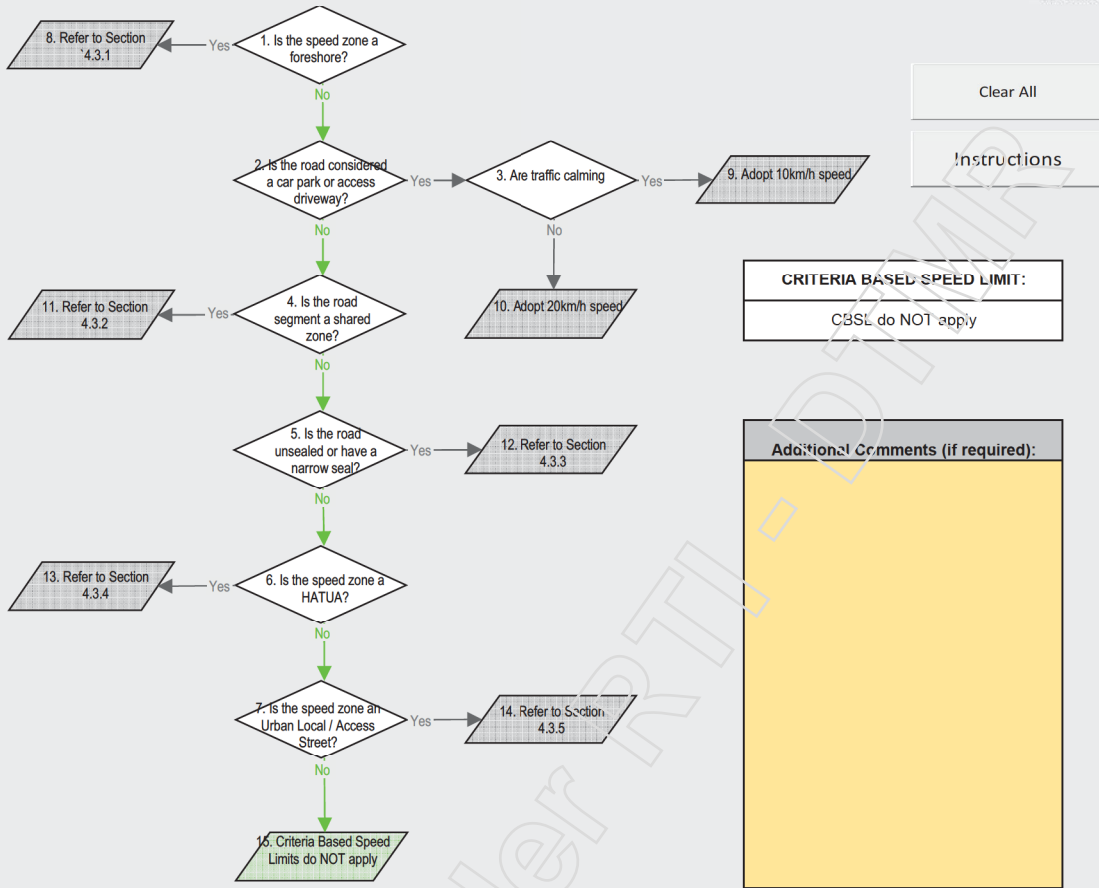 8. Refer to Section
`4.3.1
Yes
1. Is the speed zone a
foreshore?
No
Clear All
Instructions
2. Is the road considered
a car park or access
driveway?
Yes
3. Are traffic calming
Yes
9. Adopt 10km/h speed
No
No
10. Adopt 20km/h speed
CRITERIA BASED SPEED LIMIT:
CBSL do NOT apply
11. Refer to Section
4.3.2
Yes
4. Is the road
segment a shared
zone?
No
5. Is the road
unsealed or have a
narrow seal?
Yes
12. Refer to Section
4.3.3
No
Additional Comments (if required):
13. Refer to Section
4.3.4
Yes
6. Is the speed zone a
HATUA?
No
7. Is the speed zone an
Urban Local / Access
Street?
Yes
14. Refer to Section
4.3.5
No
15. Criteria Based Speed
Limits do NOT apply
RTI - DTMR